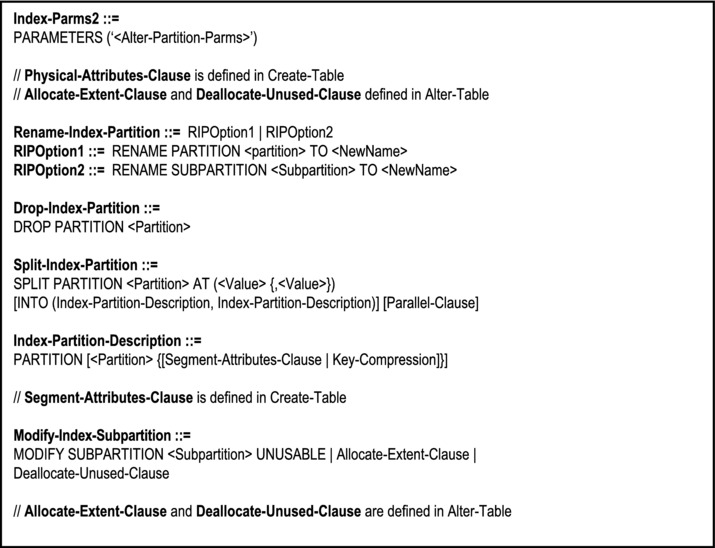 Index-Parms2 ::=
PARAMETERS (‘<Alter-Partition-Parms>’)
// Physical-Attributes-Clause is defined in Create-Table
// Allocate-Extent-Clause and Deallocate-Unused-Clause defined in Alter-Table
Rename-Index-Partition ::= RIPOption1 | RIPOption2
RIPOption1 ::= RENAME PARTITION <partition> TO <NewName>
RIPOption2 ::= RENAME SUBPARTITION <Subpartition> TO <NewName>
Drop-Index-Partition ::=
DROP PARTITION <Partition>
Split-Index-Partition ::=
SPLIT PARTITION <Partition> AT (<Value> {,<Value>})
[INTO (Index-Partition-Description, Index-Partition-Description)] [Parallel-Clause]
Index-Partition-Description ::=
PARTITION [<Partition> {[Segment-Attributes-Clause | Key-Compression]}]
// Segment-Attributes-Clause is defined in Create-Table
Modify-Index-Subpartition ::=
MODIFY SUBPARTITION <Subpartition> UNUSABLE | Allocate-Extent-Clause |
Deallocate-Unused-Clause
// Allocate-Extent-Clause and Deallocate-Unused-Clause are defined in Alter-Table